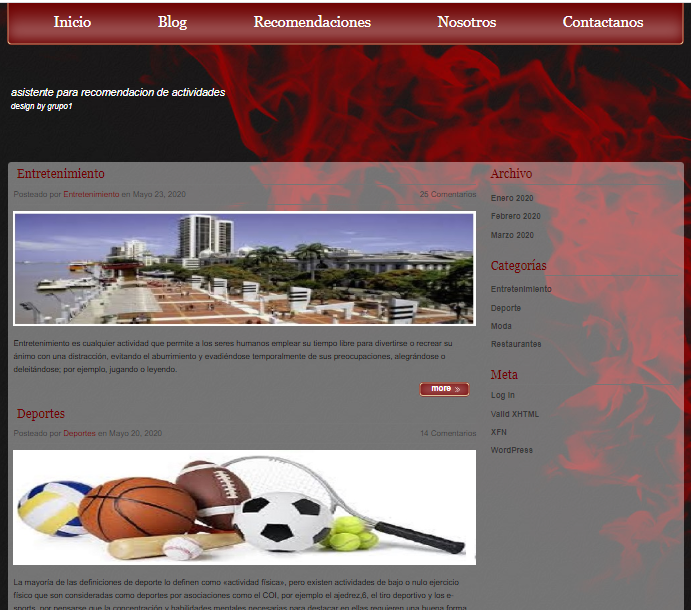 Inicio Blog Recomendaciones Nosotros Contactanos
asistente para recomendacion de actividades
design by grupo1
Entretenimiento
Posteado por Entretenimiento en Mayo 23, 2020 25 Comentarios
Entretenimiento es cualquier actividad que permite a los seres humanos emplear su tiempo libre para divertirse o recrear su
ánimo con una distracción, evitando el aburrimiento y evadiéndose temporalmente de sus preocupaciones, alegrándose o
deleitándose; por ejemplo, jugando o leyendo.
more »
Deportes
Posteado por Deportes en Mayo 20, 2020 14 Comentarios
La mayoría de las definiciones de deporte lo definen como «actividad física», pero existen actividades de bajo o nulo ejercicio
físico que son consideradas como deportes por asociaciones como el COI, por ejemplo el ajedrez,6, el tiro deportivo y los e-
sports, por pensarse que la concentración y habilidades mentales necesarias para destacar en ellas requieren una buena forma
Archivo
Enero 2020
Febrero 2020
Marzo 2020
Categorías
Entretenimiento
Deporte
Moda
Restaurantes
Meta
Log in
Valid XHTML
XFN
WordPress